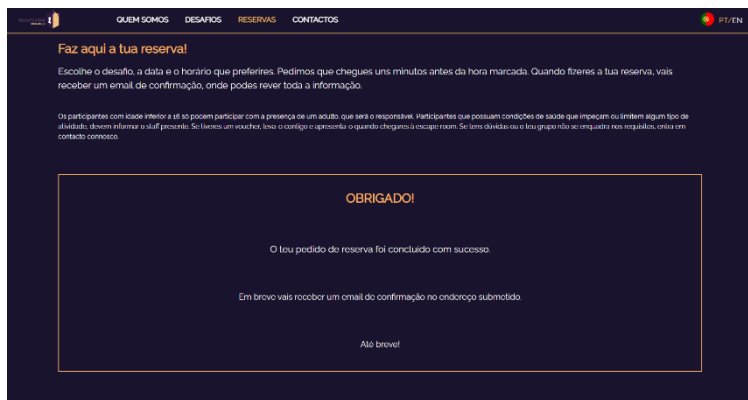 QUEM SOMOS DESAFIOS RESERVAS CONTACTOS PT/EN
Faz aqui a tua reserva!
Escolhe o desafio, a data e o horário que preferires. Pedimos que chegues uns minutos antes da hora marcada. Quando fizeres a tua reserva, vais
receber um email de confirmação, onde podes rever toda a informação.
Os participantes com idade inferior a 16 só podem participar com a presença de um adulto, que será o responsável. Participantes que possuam condições de saúde que impeçam ou limitem algum tipo de
atividade, devem informar o staff presente. Se tiveres um voucher, leva-o contigo e apresenta-o quando chegares à escape room. Se tens dúvidas ou o teu grupo não se enquadra nos requisitos, entra em
contacto connosco.
OBRIGADO!
O teu pedido de reserva foi concluído com sucesso.
Em breve vais receber um email de confirmação no endereço submetido.
Até breve!